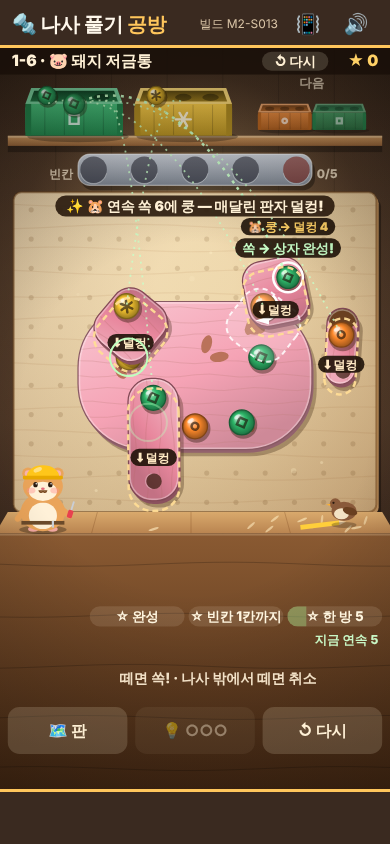 🔩 나사 풀기 공방
빌드 M2-S013
1-6 · 🐷 돼지 저금통
↺ 다시
★ 0
다음
빈칸
0/5
✨ 🐹 연속 쏙 6에 쿵 — 매달린 판자 덜컹!
🐹 쿵 → 덜컹 4
쏙 → 상자 완성!
⬇덜컹
⬇덜컹
⬇덜컹
⬇덜컹
☆ 완성
☆ 빈칸 1칸까지
☆ 한 방 5
지금 연속 5
떼면 쏙! · 나사 밖에서 떼면 취소
🗺️ 판
💡 ○○○
↺ 다시